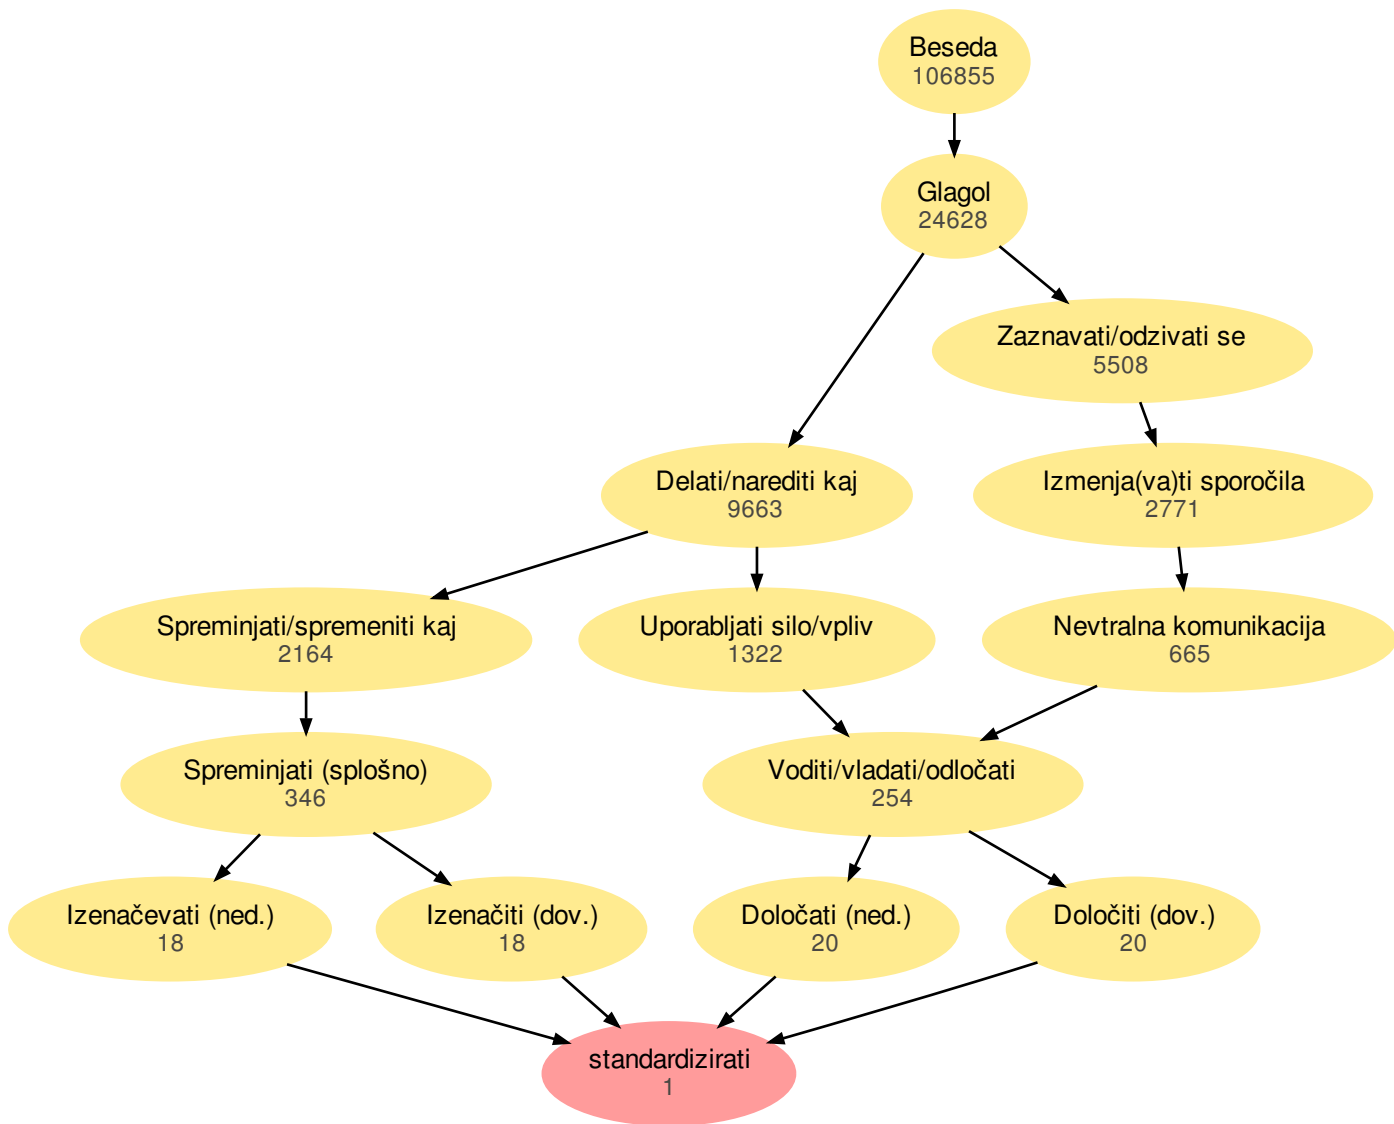 Beseda
106855
Glagol
24628
Zaznavati/odzivati se
5508
Delati/narediti kaj
9663
Izmenja(va)ti sporočila
2771
Spreminjati/spremeniti kaj
2164
Uporabljati silo/vpliv
1322
Nevtralna komunikacija
665
Spreminjati (splošno)
346
Voditi/vladati/odločati
254
Izenačevati (ned.)
18
Izenačiti (dov.)
18
Določati (ned.)
20
Določiti (dov.)
20
standardizirati
1